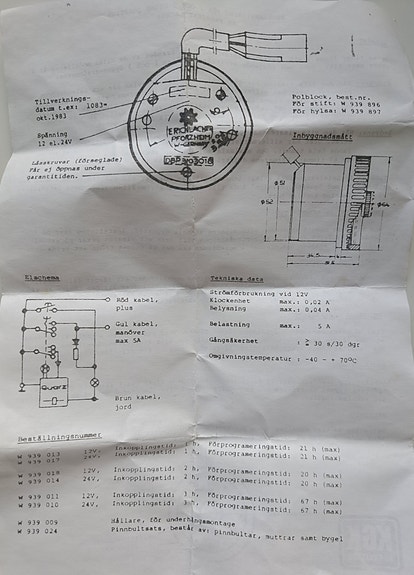 Tillverknings-
datum t.ex: 1083=
okt.1983
Spänning
12 el.24V
Låsskruvar (förseglade)
Får ej öppnas under
garantitiden.
PFORZHEIM
Polblock, best.nr.
För stift: W 939 896
För hylsa: W 939 897
Inbyggnadsmått
Elschema
Röd kabel,
plus
Gul kabel,
manöver
max 5A
Quarz
Brun kabel,
jord
Tekniska data
Strömförbrukning vid 12V
Klockenhet max.: 0,02 A
Belysning max.: 0,04 A
Belastning max.: 5 A
Gångsäkerhet : ≧ 30 s/30 dgr
Omgivningstemperatur : -40 - + 70°C
Beställningsnummer
W 939 013 12V, Inkopplingstid: 1 h, Förprogrameringstid: 21 h (max)
W 939 017 24V, Inkopplingstid: 1 h, Förprogrameringstid: 21 h (max)
12V, Inkopplingstid: 2 h, Förprogrameringstid: 20 h (max)
W 939 014 24V, Inkopplingstid: 2 h, Förprogrameringstid: 20 h (max)
W 939 011 12V, Inkopplingstid: 3 h, Förprogrameringstid: 67 h (max)
W 939 010 24V, Inkopplingstid: 3 h, Förprogrameringstid: 67 h (max)
W 939 009 Hållare, för underhängsmontage
W 939 024 Pinnbultsats, består av: pinnbultar, muttrar samt bygel